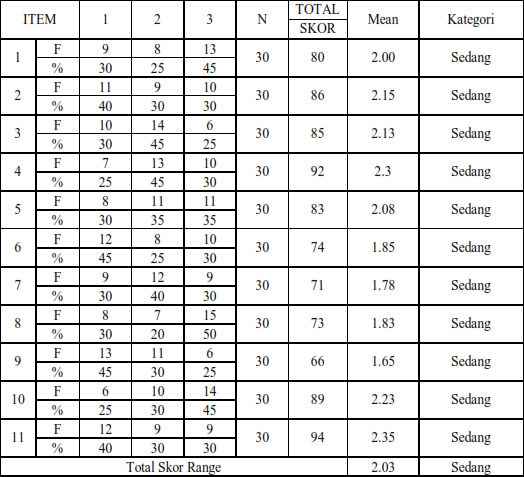 ITEM 1 2 3 N TOTAL SKOR Mean Kategori
1 F 9 8 13 30 80 2.00 Sedang
% 30 25 45
2 F 11 9 10 30 86 2.15 Sedang
% 40 30 30
3 F 10 14 6 30 85 2.13 Sedang
% 30 45 25
4 F 7 13 10 30 92 2.3 Sedang
% 25 45 30
5 F 8 11 11 30 83 2.08 Sedang
% 30 35 35
6 F 12 8 10 30 74 1.85 Sedang
% 45 25 30
7 F 9 12 9 30 71 1.78 Sedang
% 30 40 30
8 F 8 7 15 30 73 1.83 Sedang
% 30 20 50
9 F 13 11 6 30 66 1.65 Sedang
% 45 30 25
10 F 6 10 14 30 89 2.23 Sedang
% 25 30 45
11 F 12 9 9 30 94 2.35 Sedang
% 40 30 30
Total Skor Range 2.03 Sedang